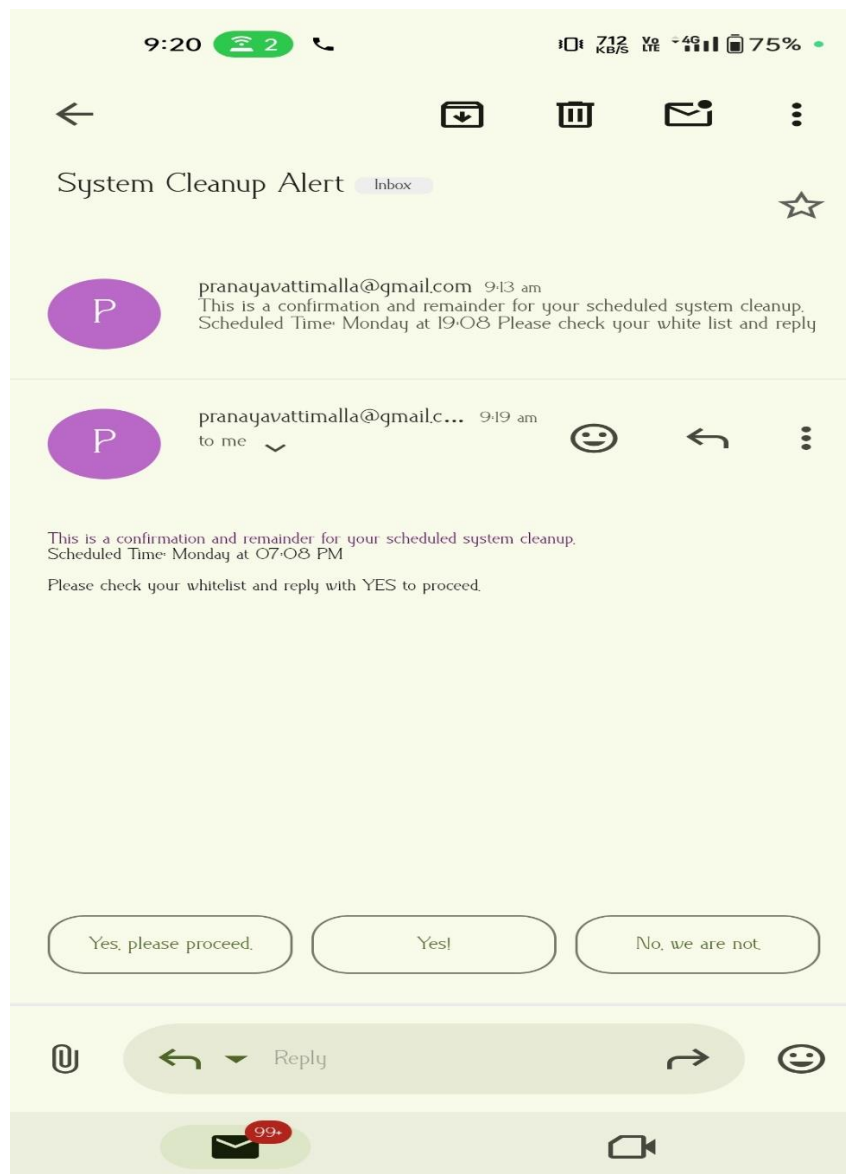 9:20 2 712 KB/S Vo LTE 4G 75%
System Cleanup Alert Inbox
P
pranayavattimalla@gmail.com 9:13 am
This is a confirmation and remainder for your scheduled system cleanup.
Scheduled Time: Monday at 19:08 Please check your white list and reply
P
pranayavattimalla@gmail.c... 9:19 am
to me
This is a confirmation and remainder for your scheduled system cleanup.
Scheduled Time: Monday at 07:08 PM
Please check your whitelist and reply with YES to proceed.
Yes, please proceed. Yes! No, we are not.
Reply
99+